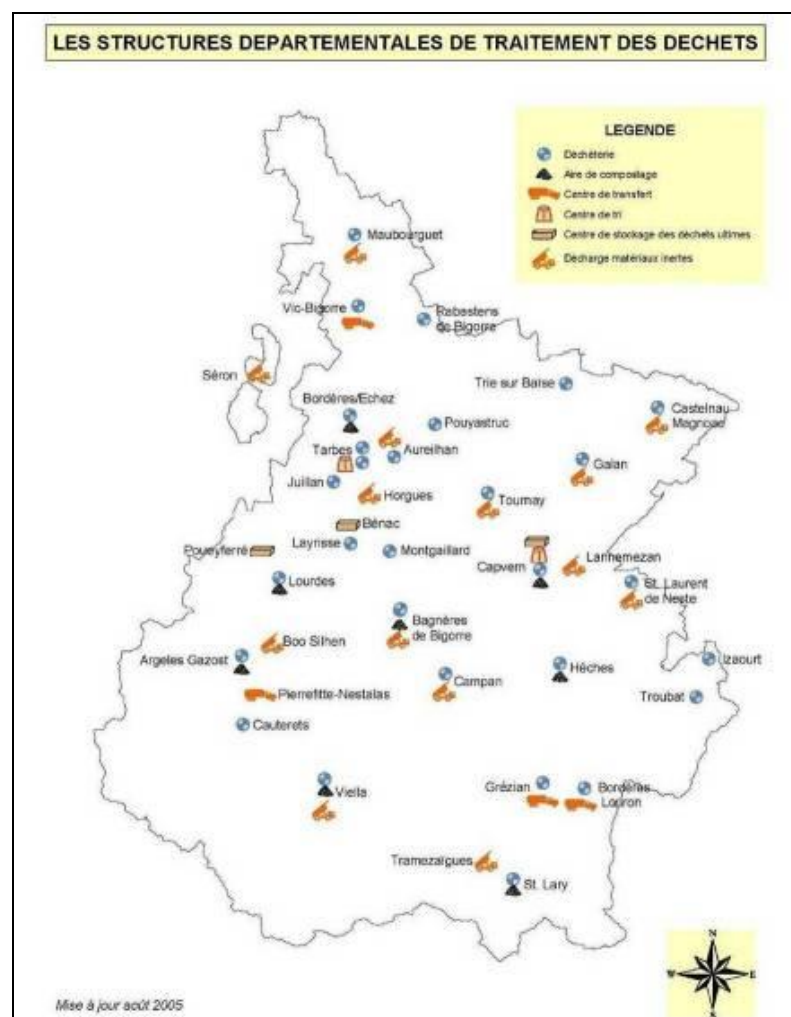 LES STRUCTURES DEPARTEMENTALES DE TRAITEMENT DES DECHETS
LEGENDE
Déchèterie
Aire de compostage
Centre de transfert
Centre de tri
Centre de stockage des déchets ultimes
Décharge matériaux inertes
Maubourguet
Vic-Bigorre
Rabastens
de Bigorre
Séron
Trie sur Baïse
Bordères/Echez
Castelnau
Magnoac
Pouyastruc
Tarbes
Aureilhan
Galan
Juillan
Horgues
Tournay
Bénac
Poueyferré
Layrisse
Montgaillard
Lannemezan
Capvern
Lourdes
St. Laurent
de Neste
Bagnères
de Bigorre
Boo Silhen
Argeles Gazost
Hèches
Izaourt
Campan
Pierrefitte-Nestalas
Troubat
Cauterets
Viella
Grézian
Bordères
Louron
Tramezaïgues
St. Lary
N
W E
S
Mise à jour août 2005